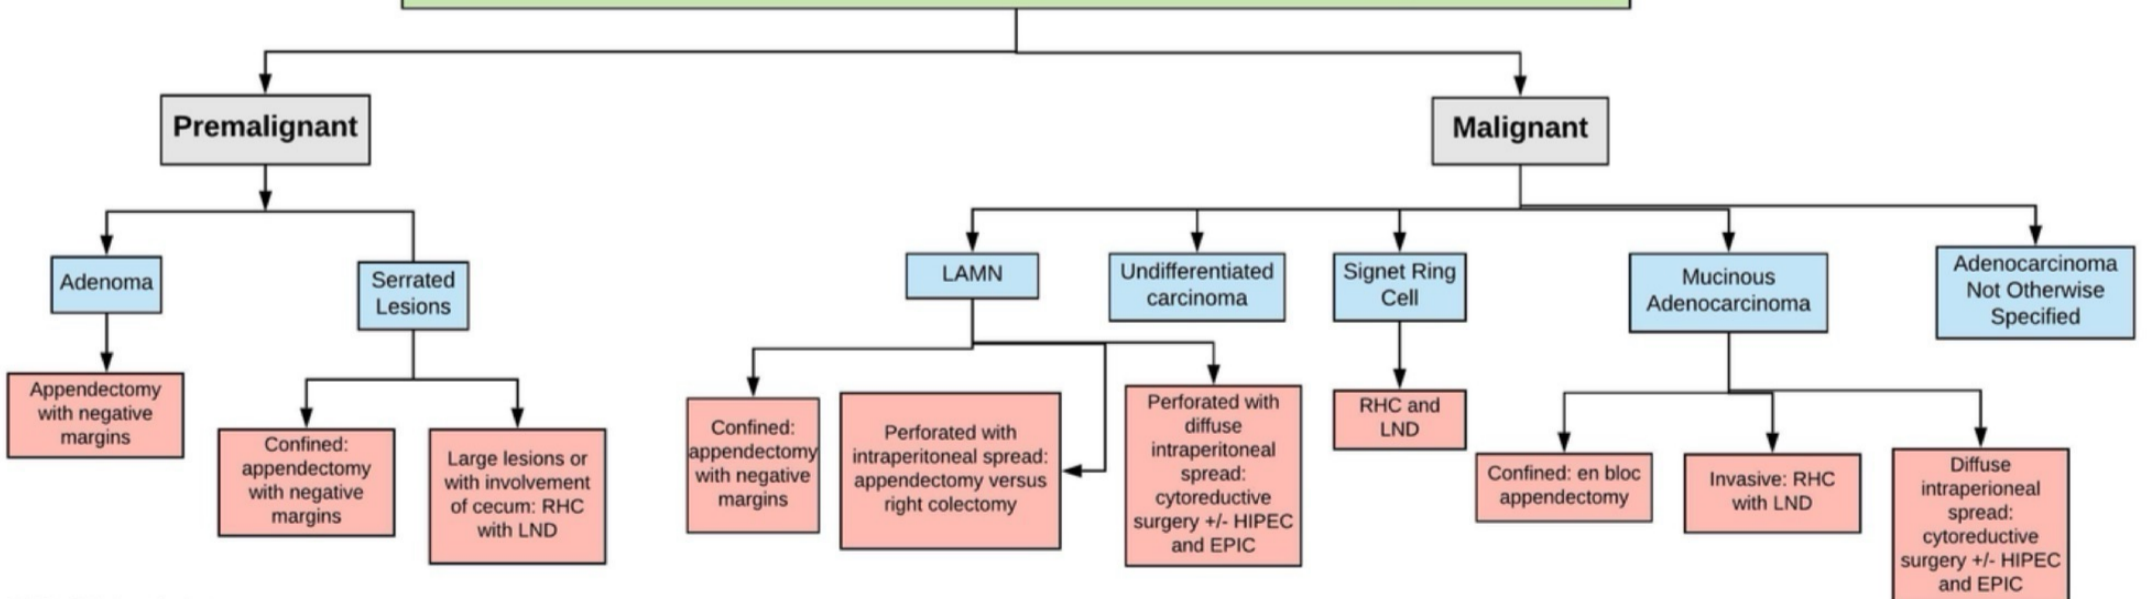 Premalignant
Malignant
Adenoma
Serrated
Lesions
LAMN
Undifferentiated
carcinoma
Signet Ring
Cell
Mucinous
Adenocarcinoma
Adenocarcinoma
Not Otherwise
Specified
Appendectomy
with negative
margins
Confined:
appendectomy
with negative
margins
Large lesions or
with involvement
of cecum: RHC
with LND
Confined:
appendectomy
with negative
margins
Perforated with
intraperitoneal spread:
appendectomy versus
right colectomy
Perforated with
diffuse
intraperitoneal
spread:
cytoreductive
surgery +/- HIPEC
and EPIC
RHC and
LND
Confined: en bloc
appendectomy
Invasive: RHC
with LND
Diffuse
intraperioneal
spread:
cytoreductive
surgery +/- HIPEC
and EPIC